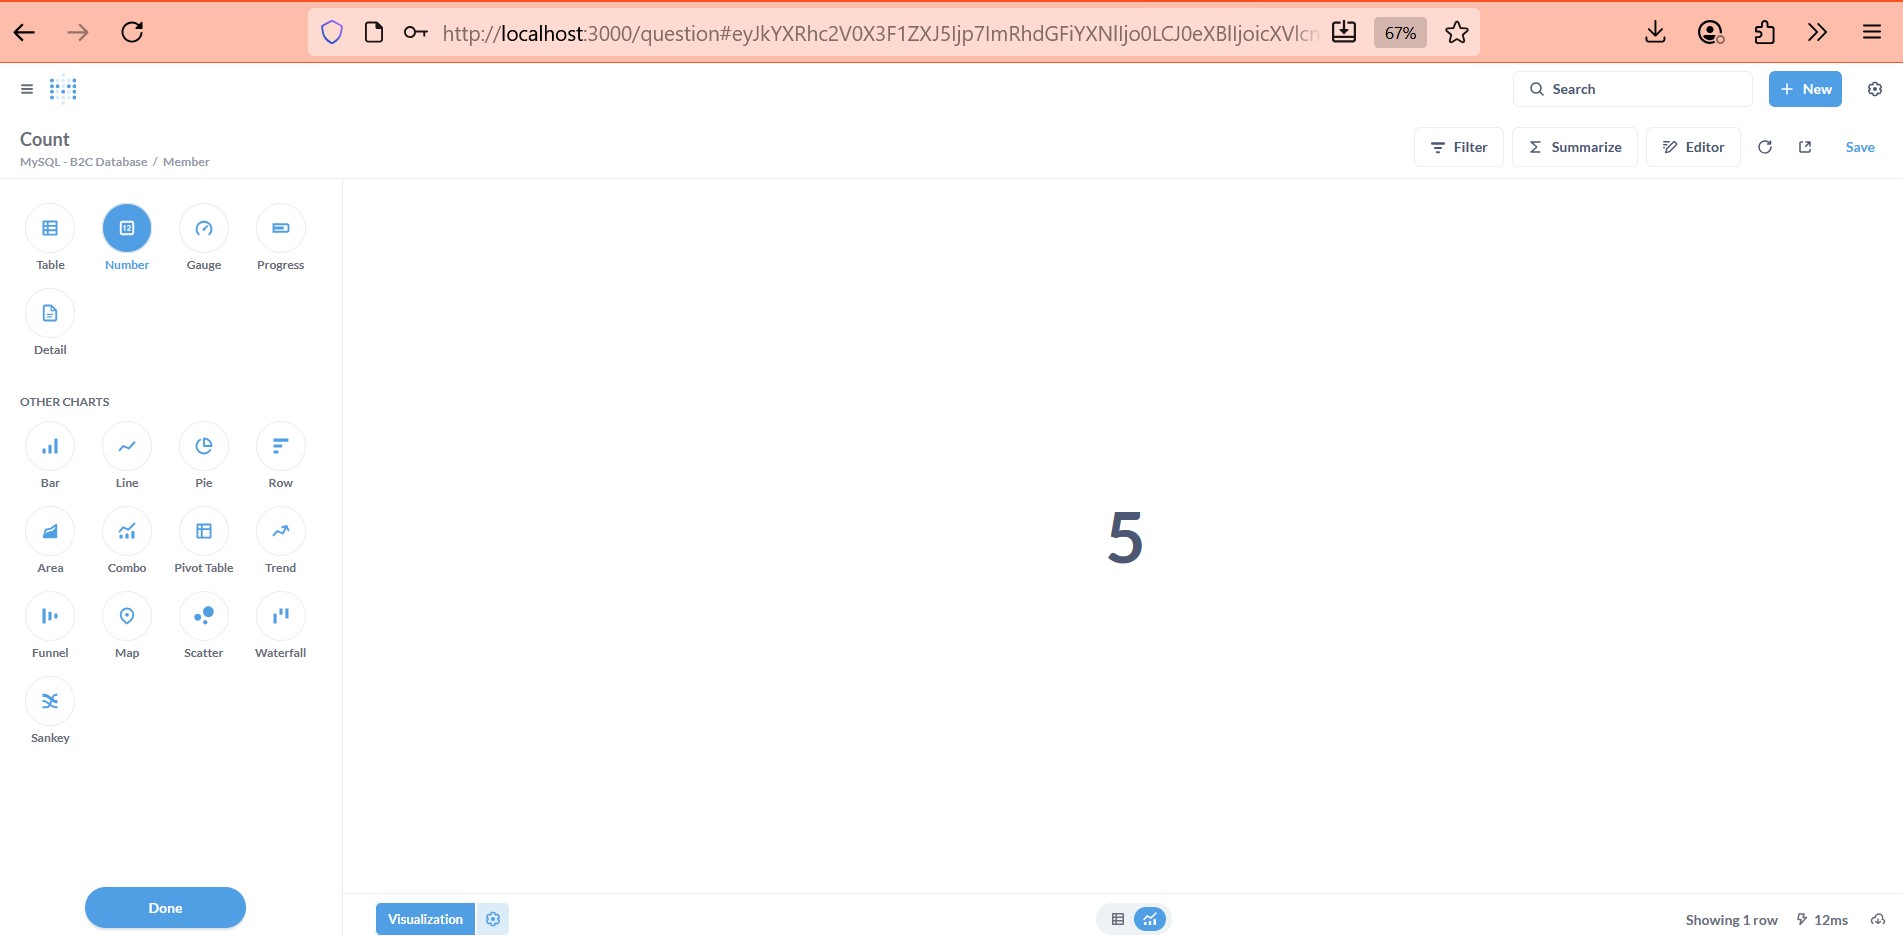 http://localhost:3000/question#eyJkYXRhc2V0X3F1ZXJ5Ijp7ImRhdGFiYXNlIjo0LCJ0eXBlIjoicXVlcn
67%
Search
+ New
Count
MySQL - B2C Database / Member
Filter
Summarize
Editor
Save
Table
12
Number
Gauge
Progress
Detail
OTHER CHARTS
Bar
Line
Pie
Row
Area
Combo
Pivot Table
Trend
Funnel
Map
Scatter
Waterfall
Sankey
5
Done
Visualization
Showing 1 row
12ms